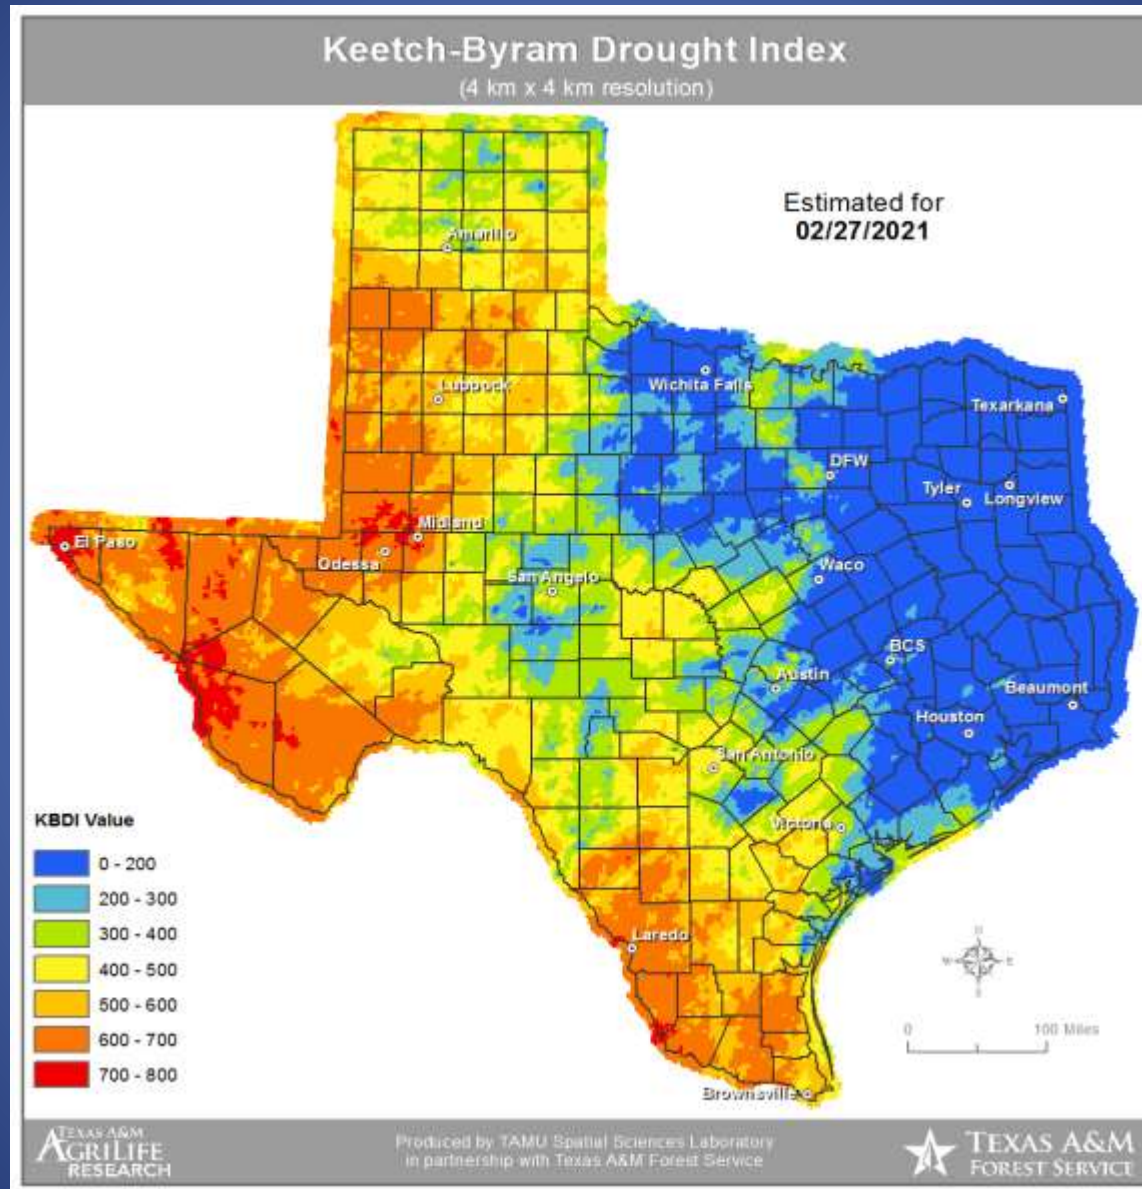 Keetch-Byram Drought Index
(4 km x 4 km resolution)
Estimated for
02/27/2021
Amarillo
Lubbock
Wichita Falls
Texarkana
DFW
Tyler
Longview
Midland
El Paso
Odessa
San Angelo
Waco
BCS
Austin
Beaumont
Houston
San Antonio
Victoria
Laredo
Brownsville
KBDI Value
0 - 200
200 - 300
300 - 400
400 - 500
500 - 600
600 - 700
700 - 800
N
W
E
S
0 100 Miles
TEXAS A&M
AGRILIFE
RESEARCH
Produced by TAMU Spatial Sciences Laboratory
in partnership with Texas A&M Forest Service
TEXAS A&M
FOREST SERVICE